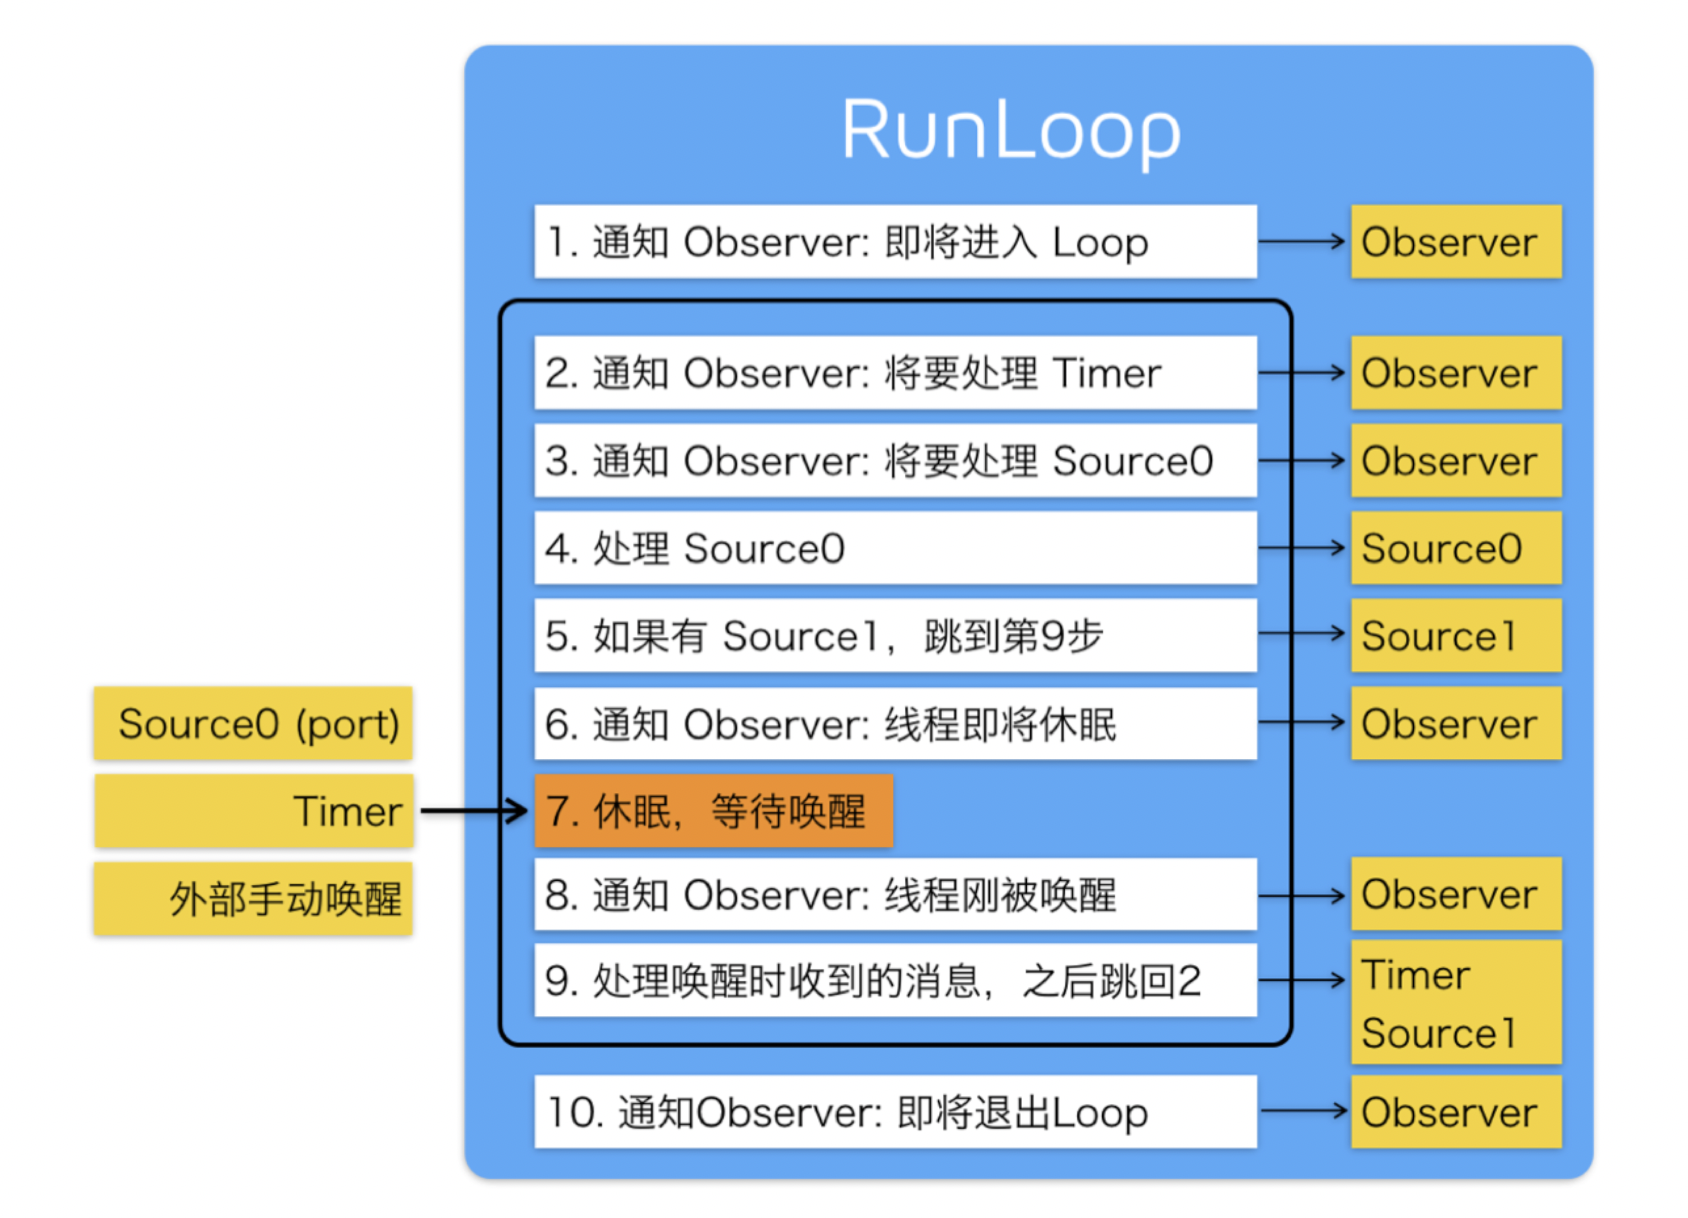 RunLoop
1. 通知 Observer: 即将进入 Loop
Observer
2. 通知 Observer: 将要处理 Timer
Observer
3. 通知 Observer: 将要处理 Source0
Observer
4. 处理 Source0
Source0
5. 如果有 Source1，跳到第9步
Source1
Source0 (port)
6. 通知 Observer: 线程即将休眠
Observer
Timer
7. 休眠，等待唤醒
外部手动唤醒
8. 通知 Observer: 线程刚被唤醒
Observer
9. 处理唤醒时收到的消息，之后跳回2
Timer
Source1
10. 通知Observer: 即将退出Loop
Observer